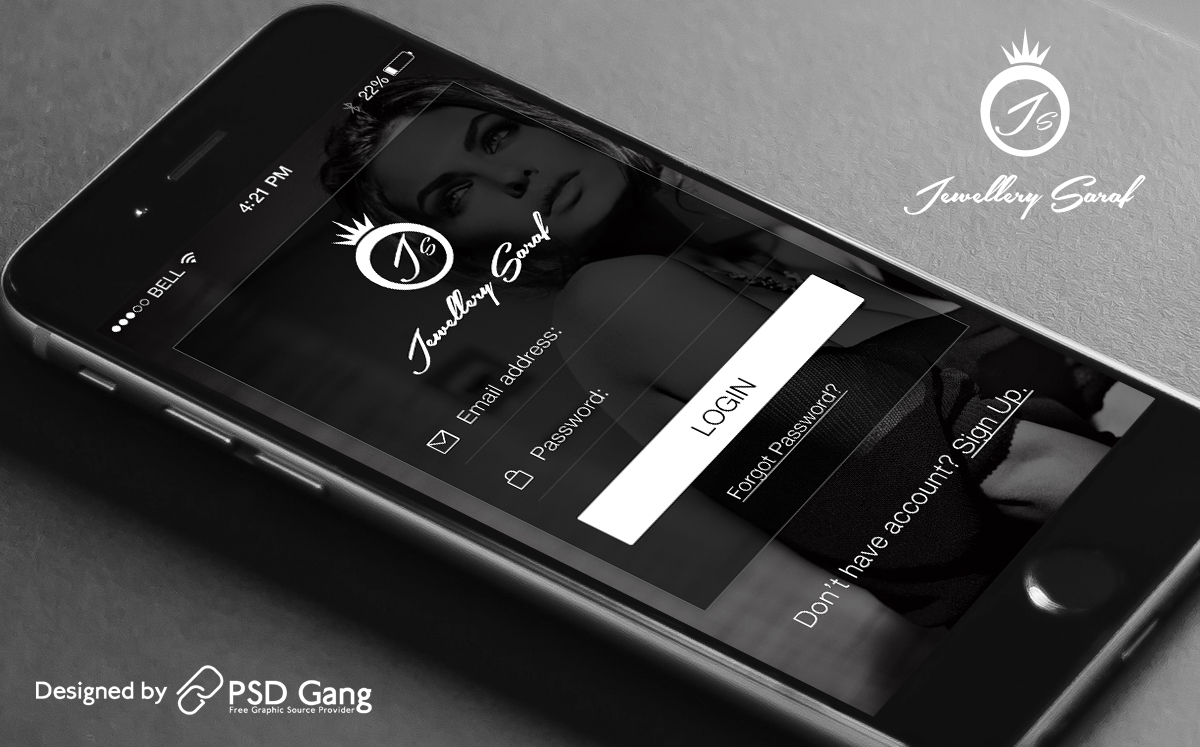 Js
Jewellery Saraf
BELL
4:21 PM
22%
Js
Jewellery Saraf
Email address:
Password:
LOGIN
Forgot Password?
Don't have account? Sign Up.
Designed by PSD Gang
Free Graphic Source Provider